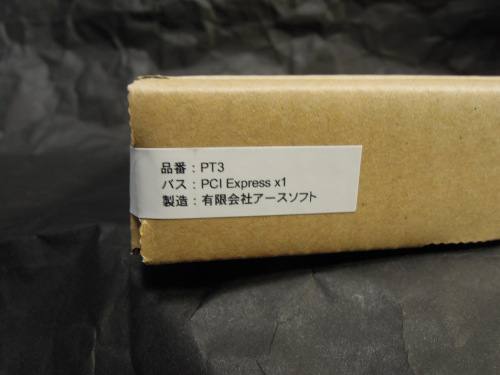 品番 : PT3
バス : PCI Express x1
製造 : 有限会社アースソフト